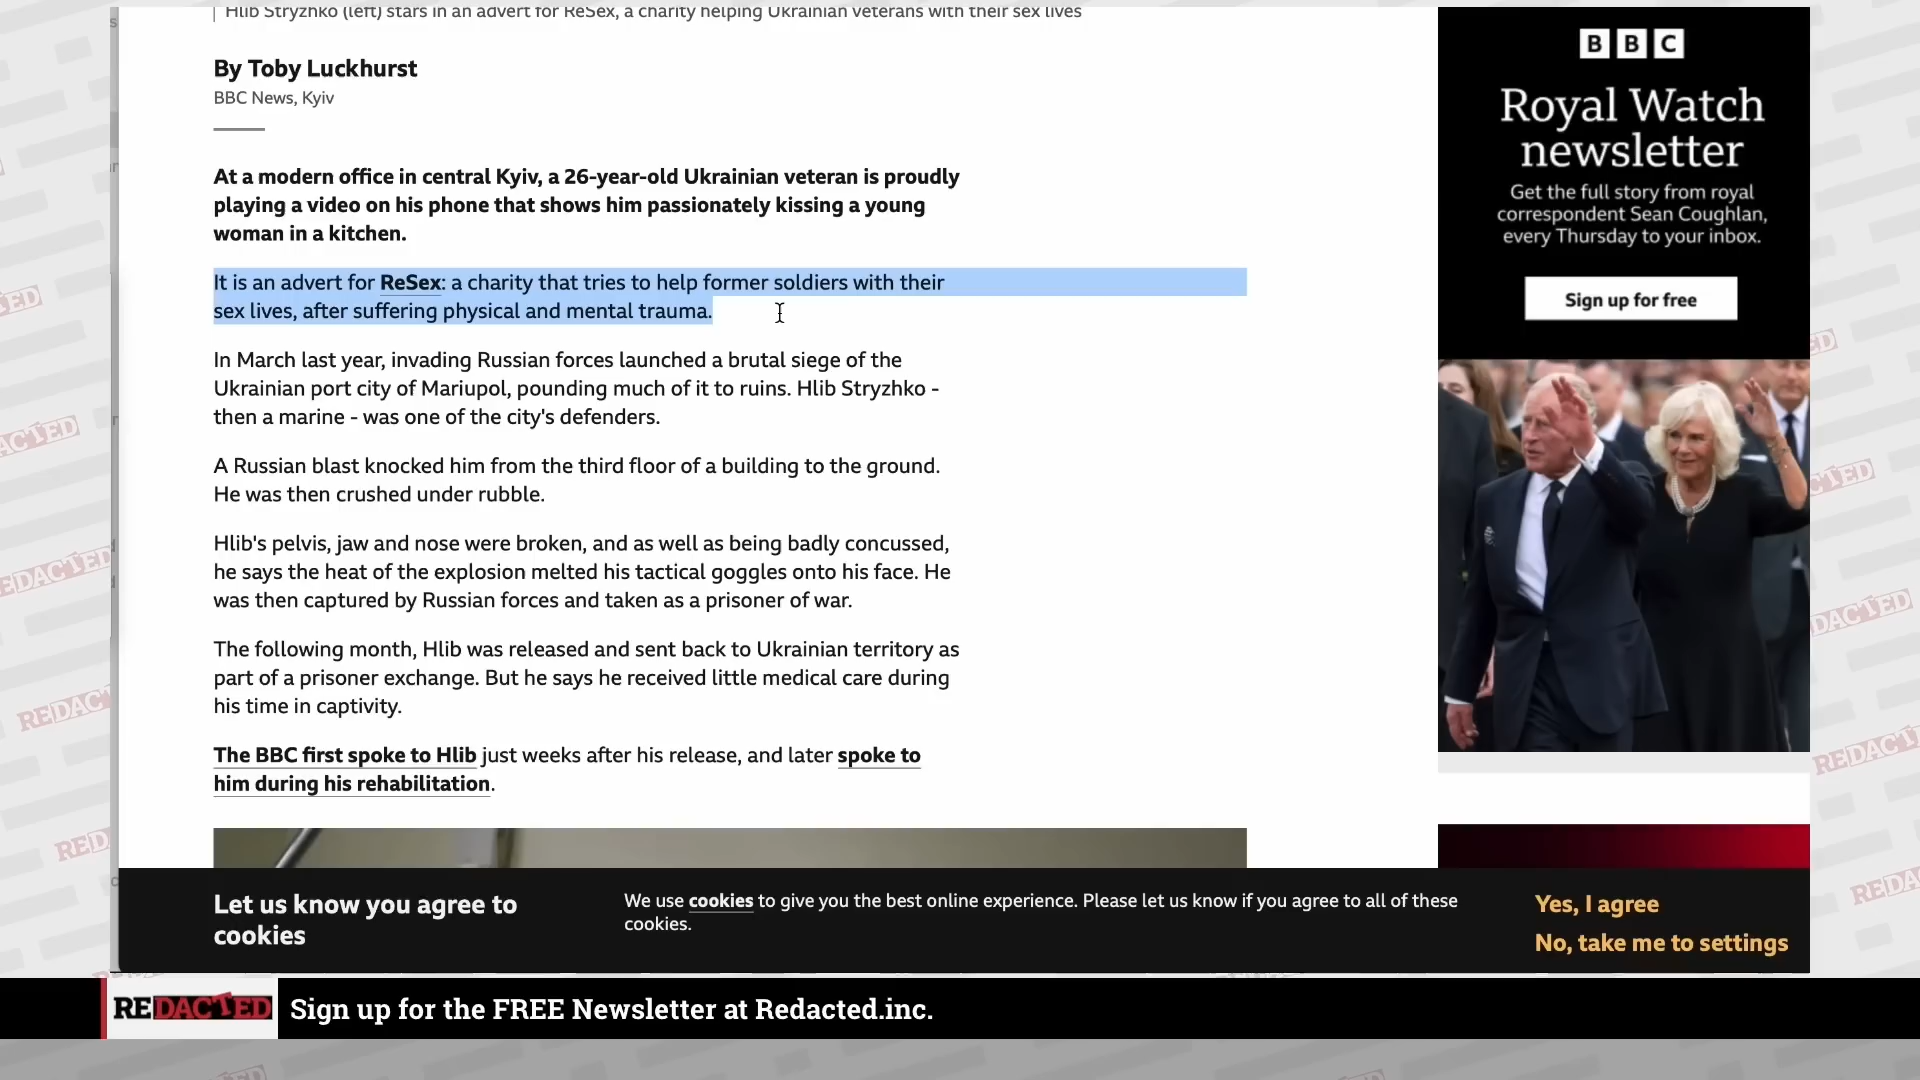 Hlib Stryzhko (left) stars in an advert for ReSex, a charity helping Ukrainian veterans with their sex lives
By Toby Luckhurst
BBC News, Kyiv
At a modern office in central Kyiv, a 26-year-old Ukrainian veteran is proudly
playing a video on his phone that shows him passionately kissing a young
woman in a kitchen.
It is an advert for ReSex: a charity that tries to help former soldiers with their
sex lives, after suffering physical and mental trauma.
In March last year, invading Russian forces launched a brutal siege of the
Ukrainian port city of Mariupol, pounding much of it to ruins. Hlib Stryzhko -
then a marine - was one of the city's defenders.
A Russian blast knocked him from the third floor of a building to the ground.
He was then crushed under rubble.
Hlib's pelvis, jaw and nose were broken, and as well as being badly concussed,
he says the heat of the explosion melted his tactical goggles onto his face. He
was then captured by Russian forces and taken as a prisoner of war.
The following month, Hlib was released and sent back to Ukrainian territory as
part of a prisoner exchange. But he says he received little medical care during
his time in captivity.
The BBC first spoke to Hlib just weeks after his release, and later spoke to
him during his rehabilitation.
BBC
Royal Watch
newsletter
Get the full story from royal
correspondent Sean Coughlan,
every Thursday to your inbox.
Sign up for free
Let us know you agree to
cookies
We use cookies to give you the best online experience. Please let us know if you agree to all of these
cookies.
Yes, I agree
No, take me to settings
REDACTED
Sign up for the FREE Newsletter at Redacted.inc.